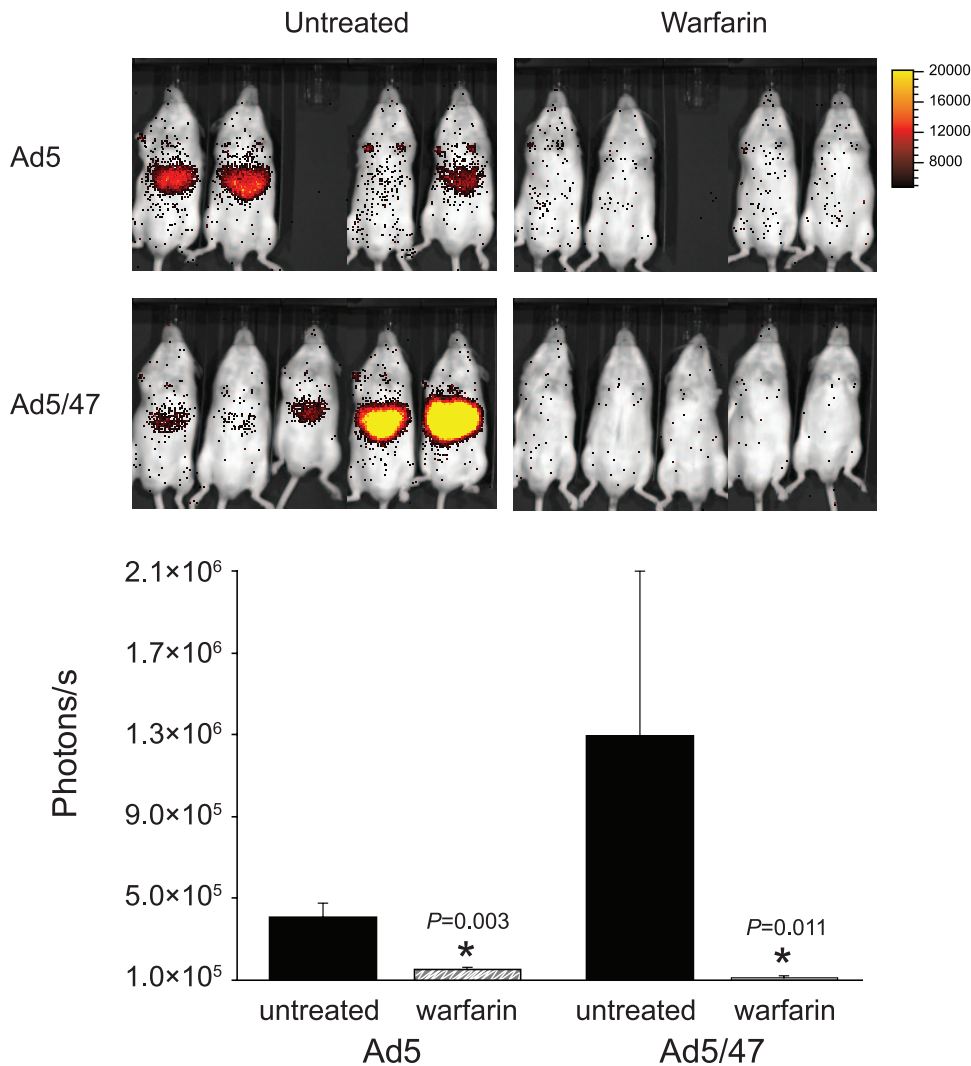 Untreated Warfarin
Ad5
20000
16000
12000
8000
Ad5/47
Photons/s
2.1×10⁶
1.7×10⁶
1.3×10⁶
9.0×10⁵
5.0×10⁵
1.0×10⁵
P=0.003
*
P=0.011
*
untreated warfarin untreated warfarin
Ad5 Ad5/47